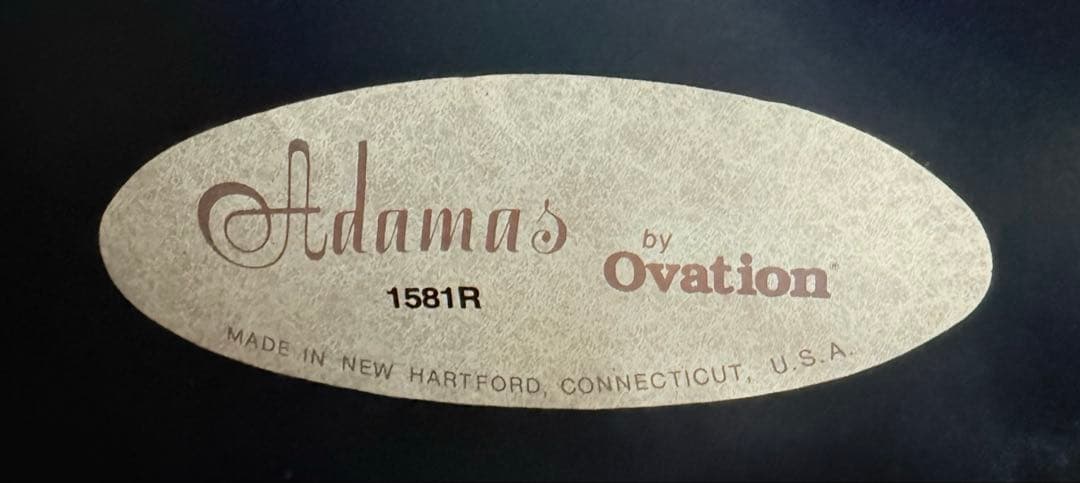 Adamas
by
Ovation®
1581R
MADE IN NEW HARTFORD, CONNECTICUT, U.S.A.